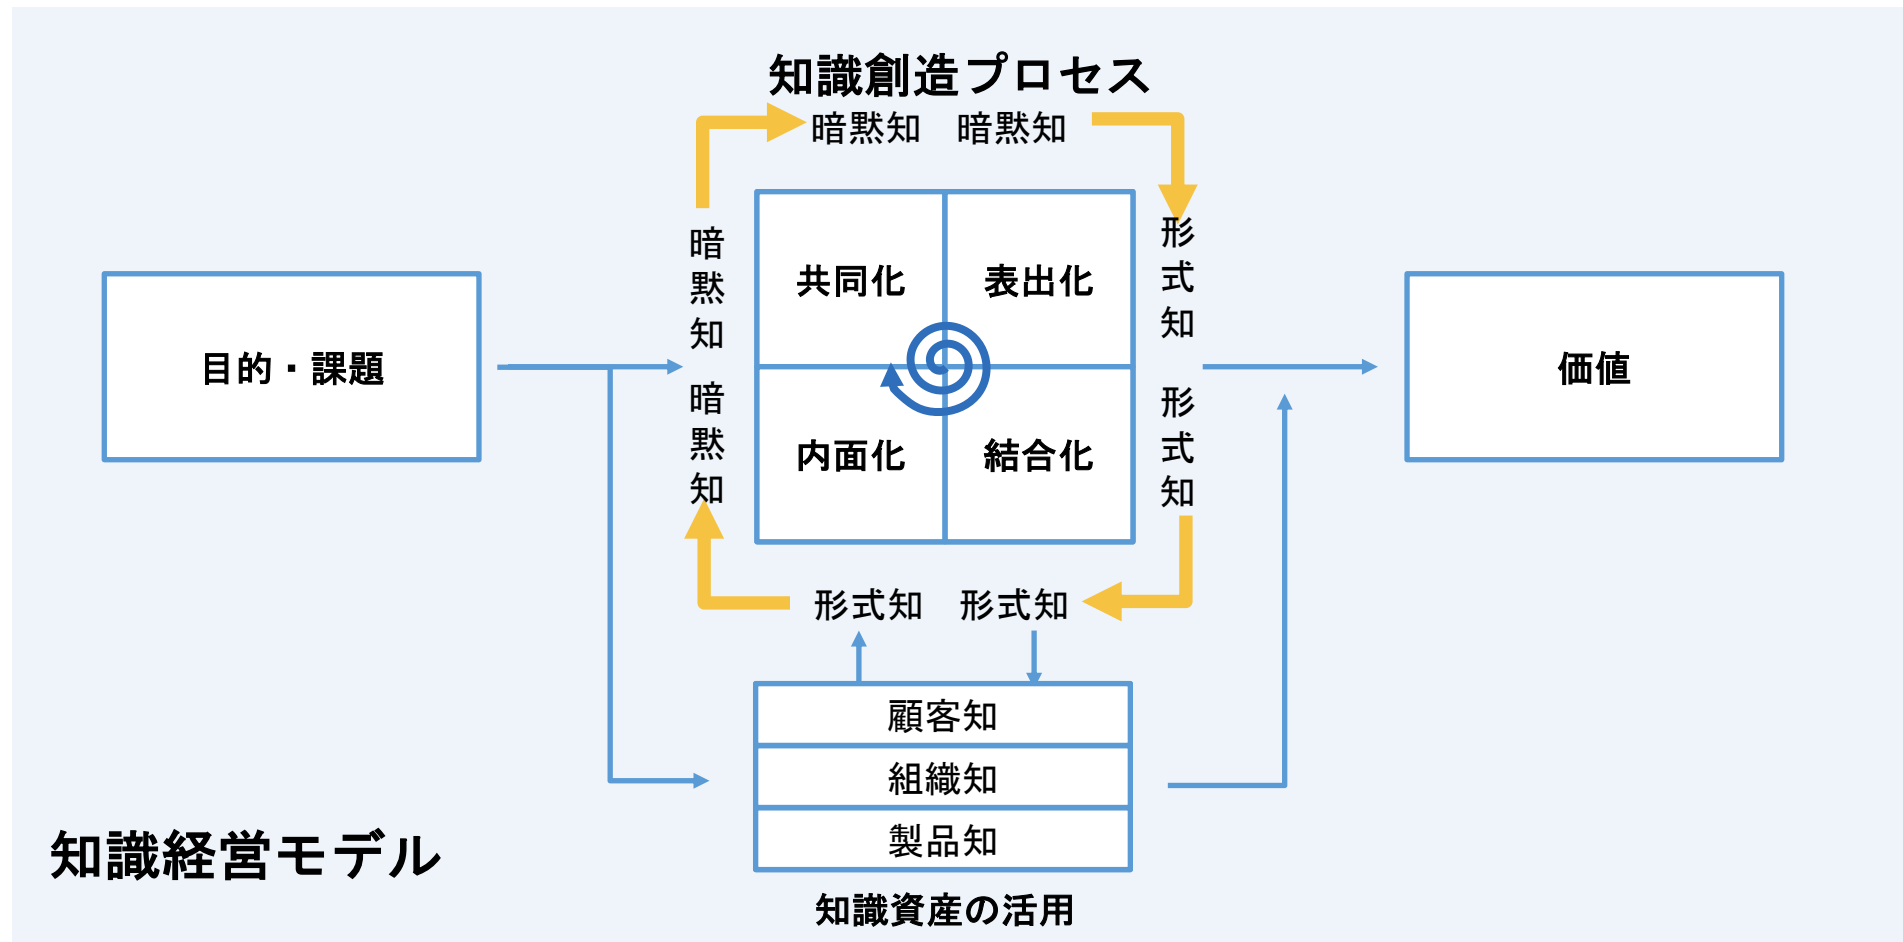 知識創造プロセス
暗黙知　暗黙知
暗黙知
暗黙知
共同化
表出化
内面化
結合化
形式知
形式知
目的・課題
価値
形式知　形式知
顧客知
組織知
製品知
知識資産の活用
知識経営モデル